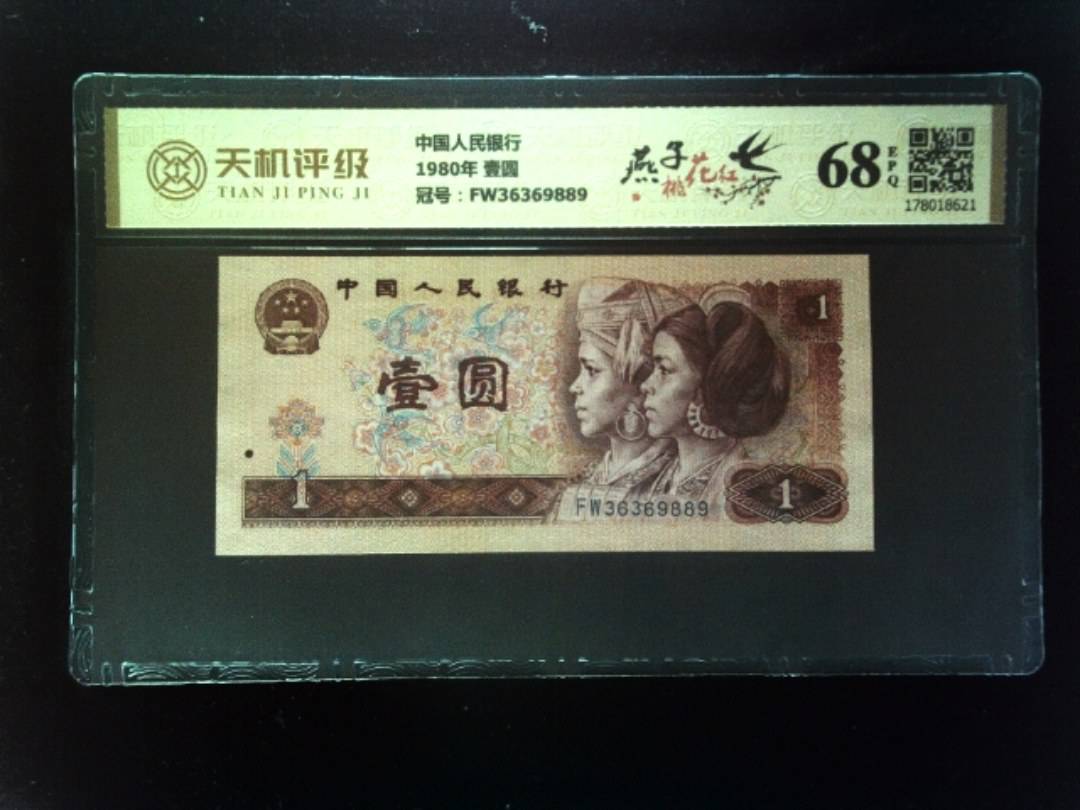 天机评级
TIAN JI PING JI
中国人民银行
1980年 壹圆
冠号：FW36369889
燕子
桃花红
68
EPQ
178018621
中国人民银行
壹圆
1
1
1
FW36369889